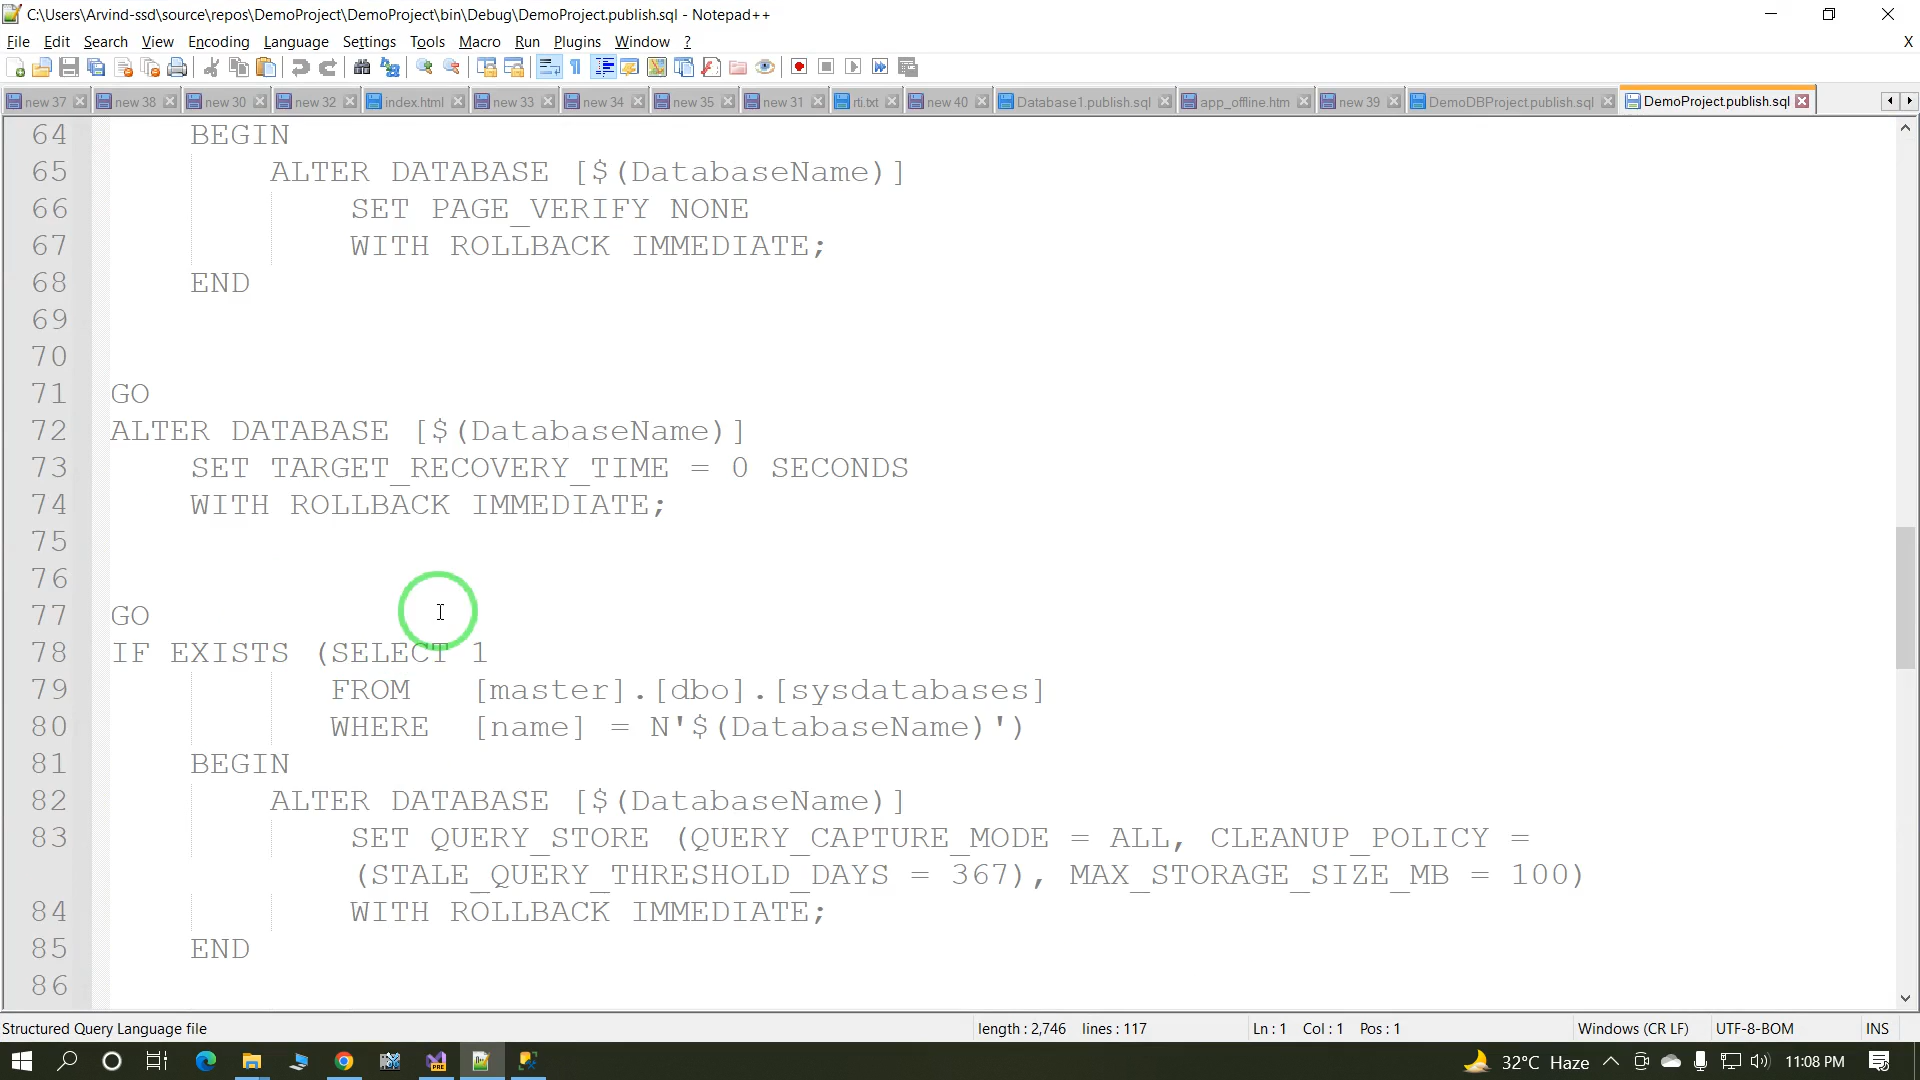 C:\Users\Arvind-ssd\source\repos\DemoProject\DemoProject\bin\Debug\DemoProject.publish.sql - Notepad++
File Edit Search View Encoding Language Settings Tools Macro Run Plugins Window ? X
new 37 new 38 new 30 new 32 index.html new 33 new 34 new 35 new 31 rti.txt new 40 Database1.publish.sql app_offline.htm new 39 DemoDBProject.publish.sql DemoProject.publish.sql
64 BEGIN
65 ALTER DATABASE [$(DatabaseName)]
66 SET PAGE_VERIFY NONE
67 WITH ROLLBACK IMMEDIATE;
68 END
69
70
71 GO
72 ALTER DATABASE [$(DatabaseName)]
73 SET TARGET_RECOVERY_TIME = 0 SECONDS
74 WITH ROLLBACK IMMEDIATE;
75
76
77 GO
78 IF EXISTS (SELECT 1
79 FROM [master].[dbo].[sysdatabases]
80 WHERE [name] = N'$(DatabaseName)')
81 BEGIN
82 ALTER DATABASE [$(DatabaseName)]
83 SET QUERY_STORE (QUERY_CAPTURE_MODE = ALL, CLEANUP_POLICY =
(STALE_QUERY_THRESHOLD_DAYS = 367), MAX_STORAGE_SIZE_MB = 100)
84 WITH ROLLBACK IMMEDIATE;
85 END
86
Structured Query Language file length : 2,746 lines : 117 Ln : 1 Col : 1 Pos : 1 Windows (CR LF) UTF-8-BOM INS
32°C Haze 11:08 PM